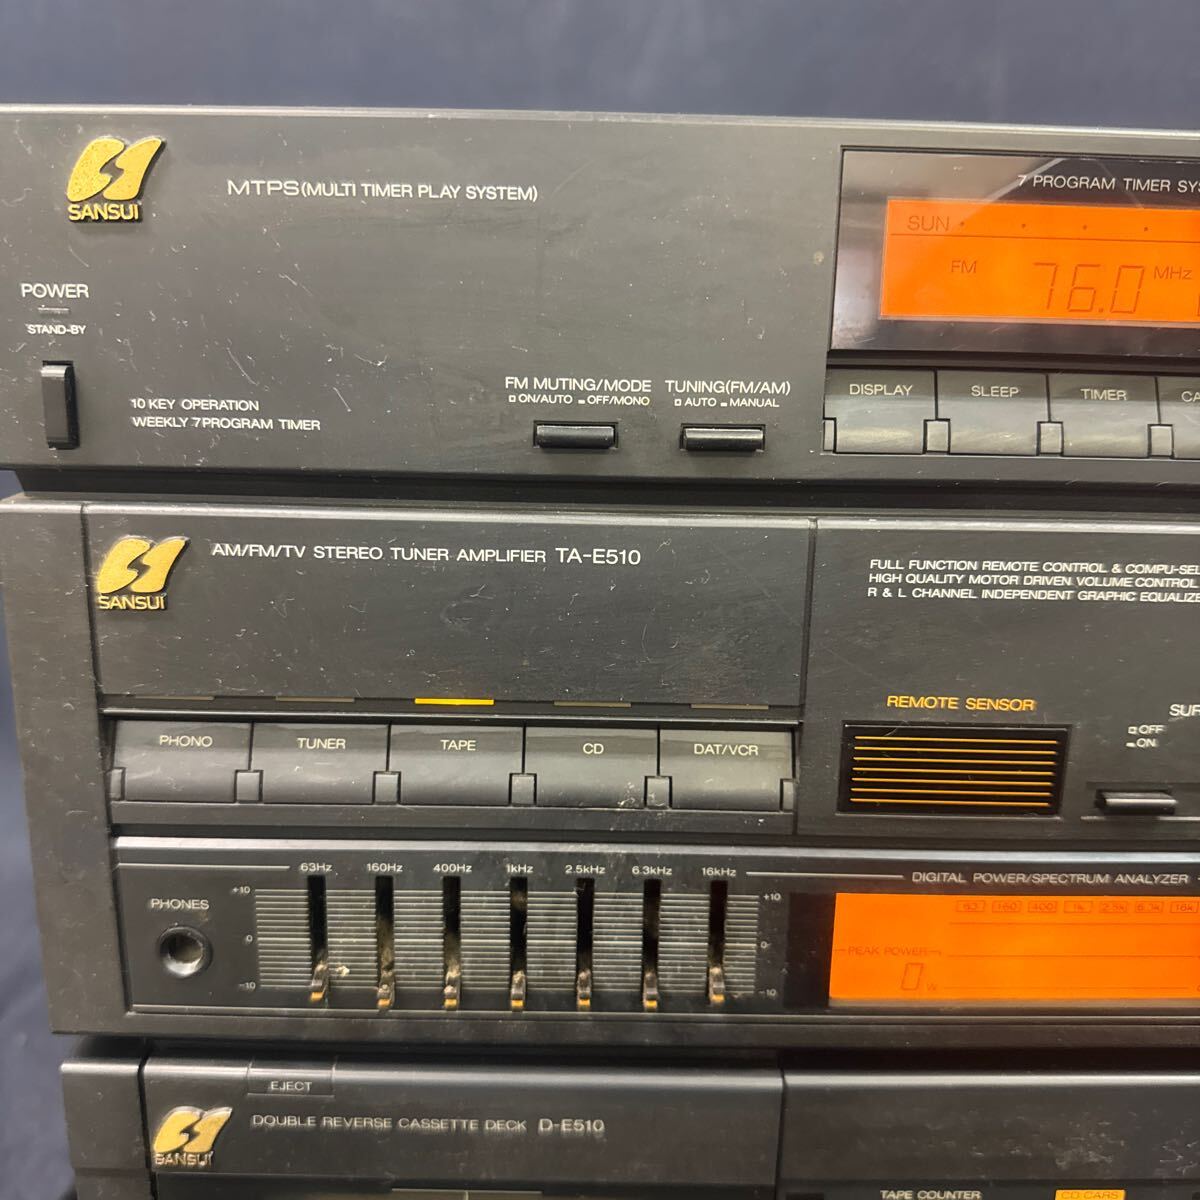 SANSUI
MTPS(MULTI TIMER PLAY SYSTEM)
7 PROGRAM TIMER
SUN
FM 76.0 MHz
POWER
STAND-BY
10 KEY OPERATION
WEEKLY 7 PROGRAM TIMER
FM MUTING/MODE
ON/AUTO OFF/MONO
TUNING(FM/AM)
AUTO MANUAL
DISPLAY
SLEEP
TIMER
SANSUI
AM/FM/TV STEREO TUNER AMPLIFIER TA-E510
FULL FUNCTION REMOTE CONTROL & COMPU-SEL
HIGH QUALITY MOTOR DRIVEN VOLUME CONTROL
R & L CHANNEL INDEPENDENT GRAPHIC EQUALIZE
REMOTE SENSOR
SUR
OFF
ON
PHONO
TUNER
TAPE
CD
DAT/VCR
63Hz 160Hz 400Hz 1kHz 2.5kHz 6.3kHz 16kHz
+10 +10
0 0
-10 -10
PHONES
DIGITAL POWER/SPECTRUM ANALYZER
63 160 400 1k 2.5k 6.3k 16k
PEAK POWER
0 W
EJECT
SANSUI
DOUBLE REVERSE CASSETTE DECK D-E510
TAPE COUNTER
CD CARS